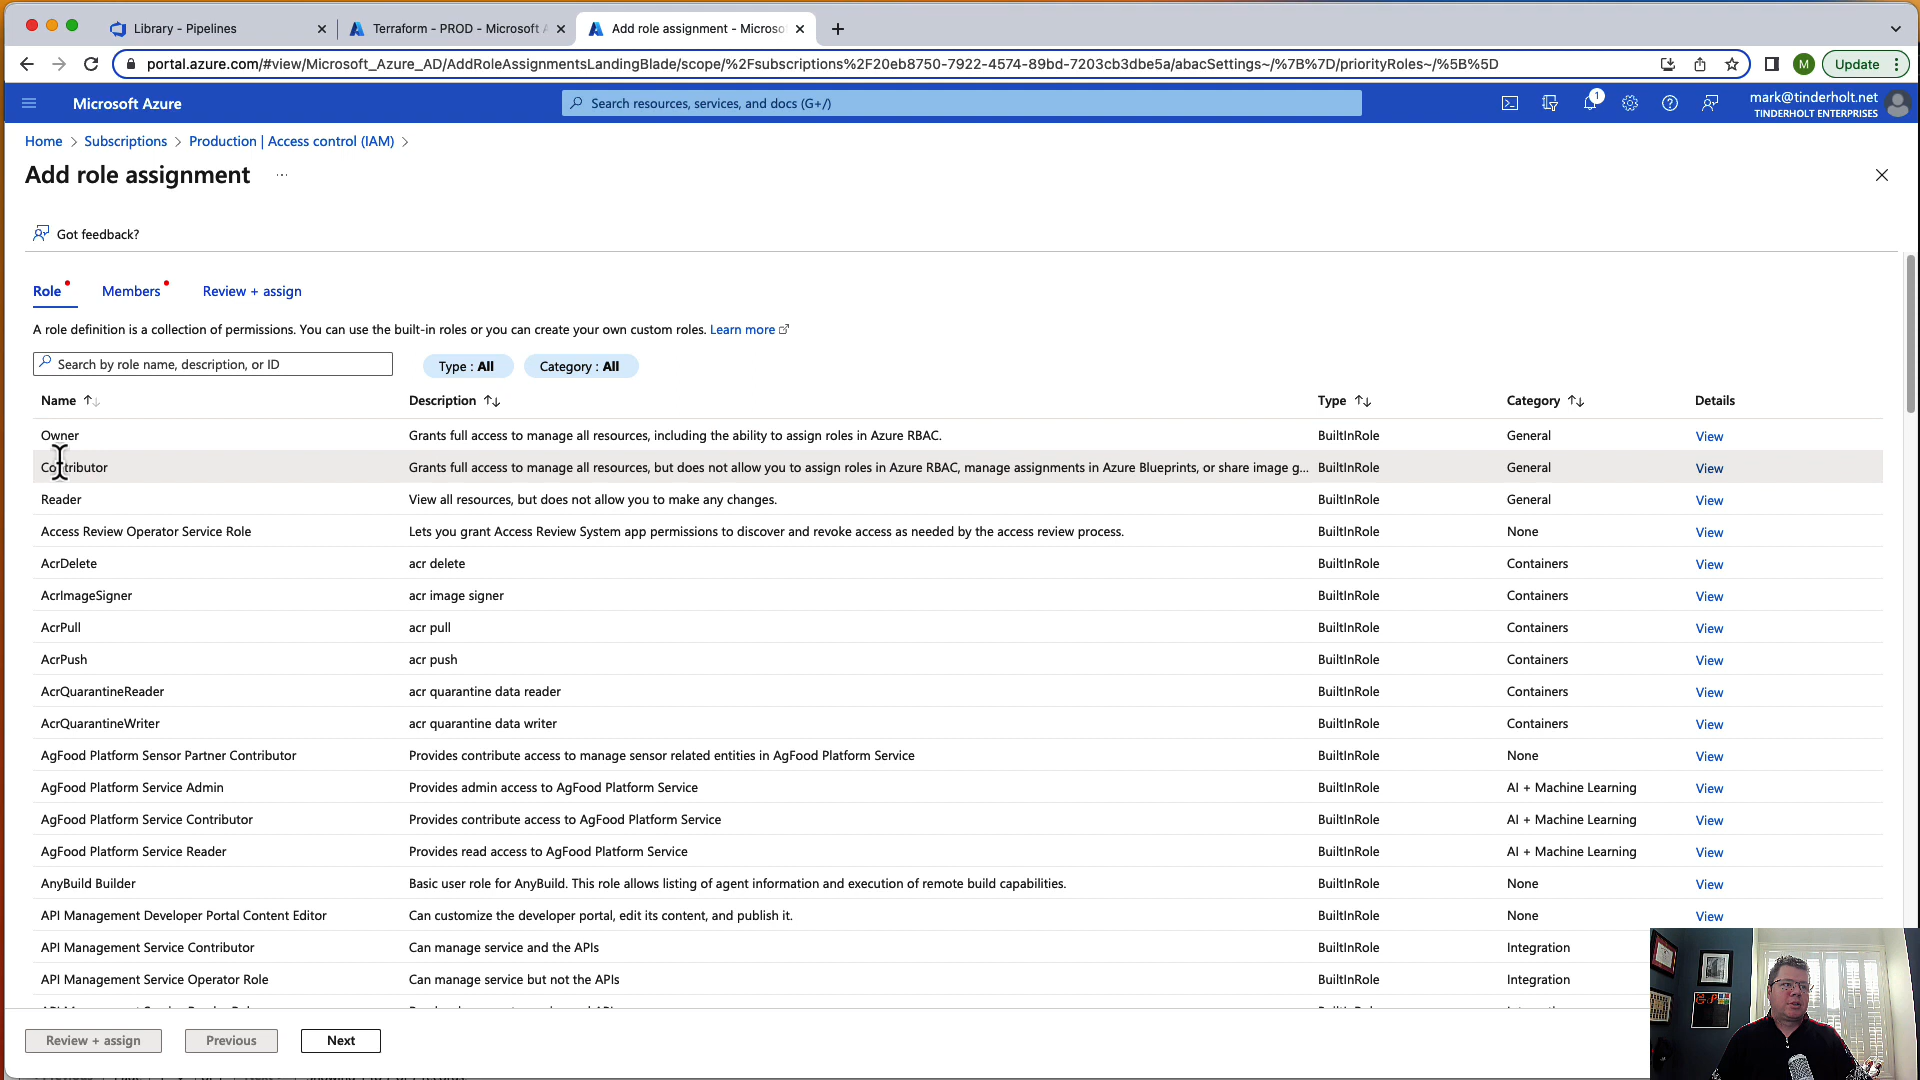 Library - Pipelines
Terraform - PROD - Microsoft A
Add role assignment - Microso
portal.azure.com/#view/Microsoft_Azure_AD/AddRoleAssignmentsLandingBlade/scope/%2Fsubscriptions%2F20eb8750-7922-4574-89bd-7203cb3dbe5a/abacSettings~/%7B%7D/priorityRoles~/%5B%5D
M
Update
Microsoft Azure
Search resources, services, and docs (G+/)
1
mark@tinderholt.net
TINDERHOLT ENTERPRISES
Home > Subscriptions > Production | Access control (IAM) >
Add role assignment ...
Got feedback?
Role Members Review + assign
A role definition is a collection of permissions. You can use the built-in roles or you can create your own custom roles. Learn more
Search by role name, description, or ID
Type : All
Category : All
Name Description Type Category Details
Owner Grants full access to manage all resources, including the ability to assign roles in Azure RBAC. BuiltInRole General View
Contributor Grants full access to manage all resources, but does not allow you to assign roles in Azure RBAC, manage assignments in Azure Blueprints, or share image g... BuiltInRole General View
Reader View all resources, but does not allow you to make any changes. BuiltInRole General View
Access Review Operator Service Role Lets you grant Access Review System app permissions to discover and revoke access as needed by the access review process. BuiltInRole None View
AcrDelete acr delete BuiltInRole Containers View
AcrImageSigner acr image signer BuiltInRole Containers View
AcrPull acr pull BuiltInRole Containers View
AcrPush acr push BuiltInRole Containers View
AcrQuarantineReader acr quarantine data reader BuiltInRole Containers View
AcrQuarantineWriter acr quarantine data writer BuiltInRole Containers View
AgFood Platform Sensor Partner Contributor Provides contribute access to manage sensor related entities in AgFood Platform Service BuiltInRole None View
AgFood Platform Service Admin Provides admin access to AgFood Platform Service BuiltInRole AI + Machine Learning View
AgFood Platform Service Contributor Provides contribute access to AgFood Platform Service BuiltInRole AI + Machine Learning View
AgFood Platform Service Reader Provides read access to AgFood Platform Service BuiltInRole AI + Machine Learning View
AnyBuild Builder Basic user role for AnyBuild. This role allows listing of agent information and execution of remote build capabilities. BuiltInRole None View
API Management Developer Portal Content Editor Can customize the developer portal, edit its content, and publish it. BuiltInRole None View
API Management Service Contributor Can manage service and the APIs BuiltInRole Integration
API Management Service Operator Role Can manage service but not the APIs BuiltInRole Integration
Review + assign Previous Next